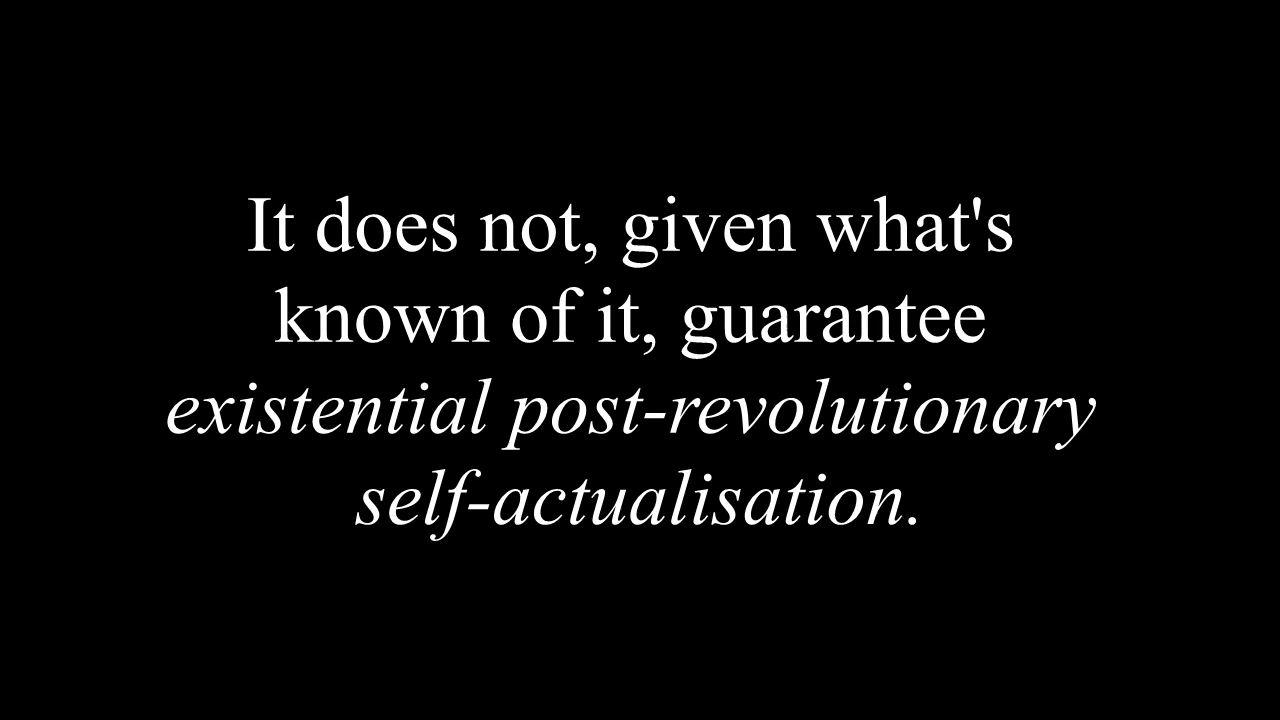 It does not, given what's
known of it, guarantee
existential post-revolutionary
self-actualisation.